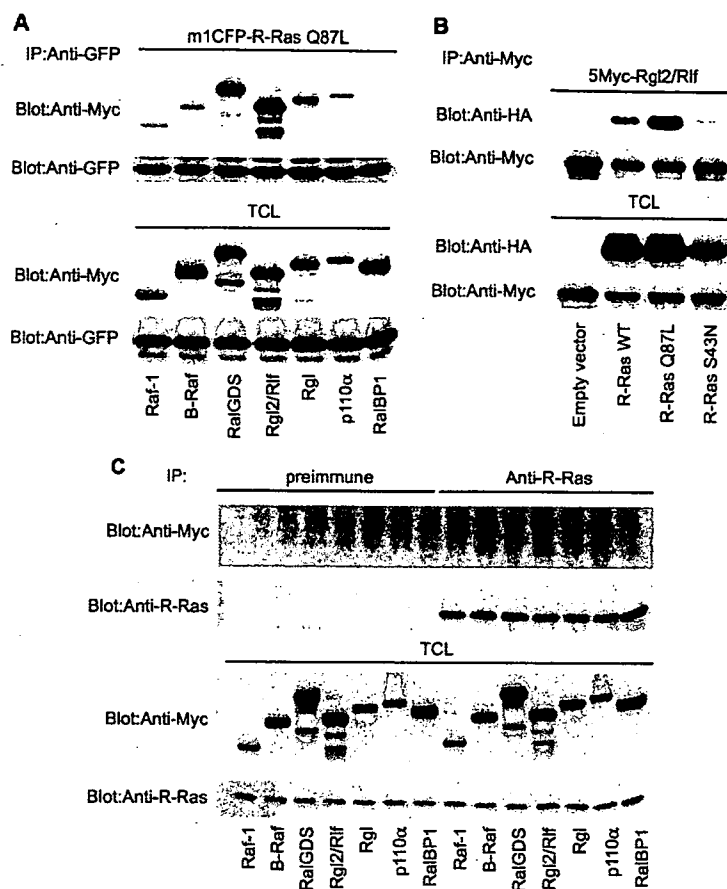 A
m1CFP-R-Ras Q87L
IP:Anti-GFP
Blot:Anti-Myc
Blot:Anti-GFP
TCL
Blot:Anti-Myc
Blot:Anti-GFP
Raf-1
B-Raf
RalGDS
Rgl2/Rlf
Rgl
p110α
RalBP1
B
IP:Anti-Myc
5Myc-Rgl2/Rlf
Blot:Anti-HA
Blot:Anti-Myc
TCL
Blot:Anti-HA
Blot:Anti-Myc
Empty vector
R-Ras WT
R-Ras Q87L
R-Ras S43N
C
IP: preimmune Anti-R-Ras
Blot:Anti-Myc
Blot:Anti-R-Ras
TCL
Blot:Anti-Myc
Blot:Anti-R-Ras
Raf-1
B-Raf
RalGDS
Rgl2/Rlf
Rgl
p110α
RalBP1
Raf-1
B-Raf
RalGDS
Rgl2/Rlf
Rgl
p110α
RalBP1